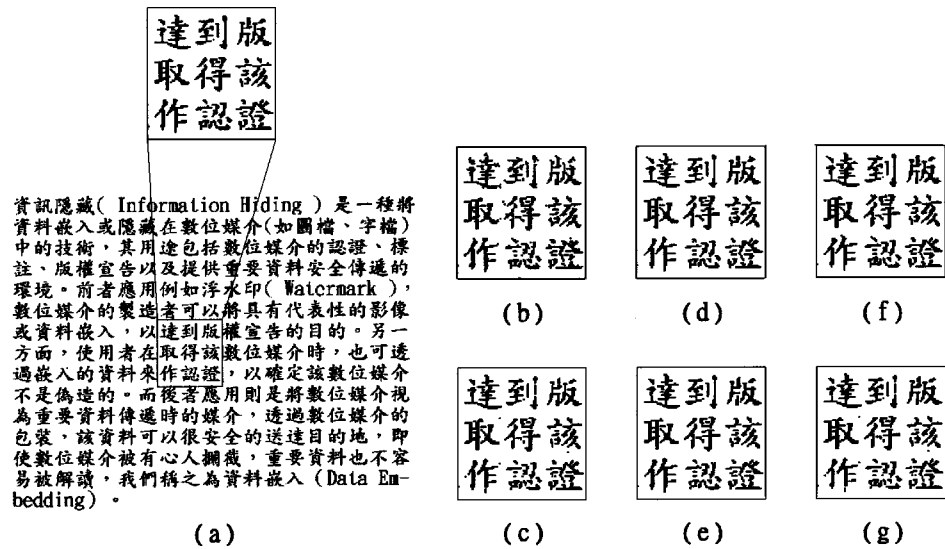 達到版
取得該
作認證
資訊隱藏( Information Hiding ) 是一種將
資料嵌入或隱藏在數位媒介(如圖檔、字檔)
中的技術，其用途包括數位媒介的認證、標
註、版權宣告以及提供重要資料安全傳遞的
環境。前者應用例如浮水印( Watermark )，
數位媒介的製造者可以將具有代表性的影像
或資料嵌入，以達到版權宣告的目的。另一
方面，使用者在取得該數位媒介時，也可透
過嵌入的資料來作認證，以確定該數位媒介
不是偽造的。而後者應用則是將數位媒介視
為重要資料傳遞時的媒介，透過數位媒介的
包裝，該資料可以很安全的送達目的地，即
使數位媒介被有心人攔截，重要資料也不容
易被解讀，我們稱之為資料嵌入 (Data Em-
bedding) 。
(a)
達到版
取得該
作認證
(b)
達到版
取得該
作認證
(d)
達到版
取得該
作認證
(f)
達到版
取得該
作認證
(c)
達到版
取得該
作認證
(e)
達到版
取得該
作認證
(g)